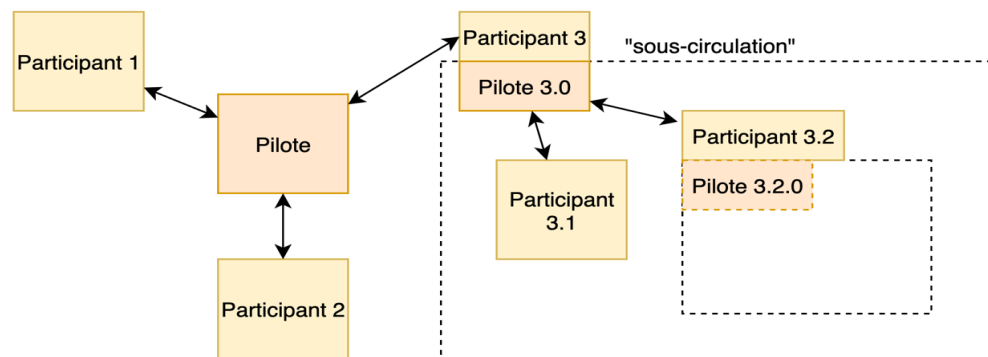 Participant 1
Pilote
Participant 2
Participant 3
Pilote 3.0
"sous-circulation"
Participant
3.1
Participant 3.2
Pilote 3.2.0